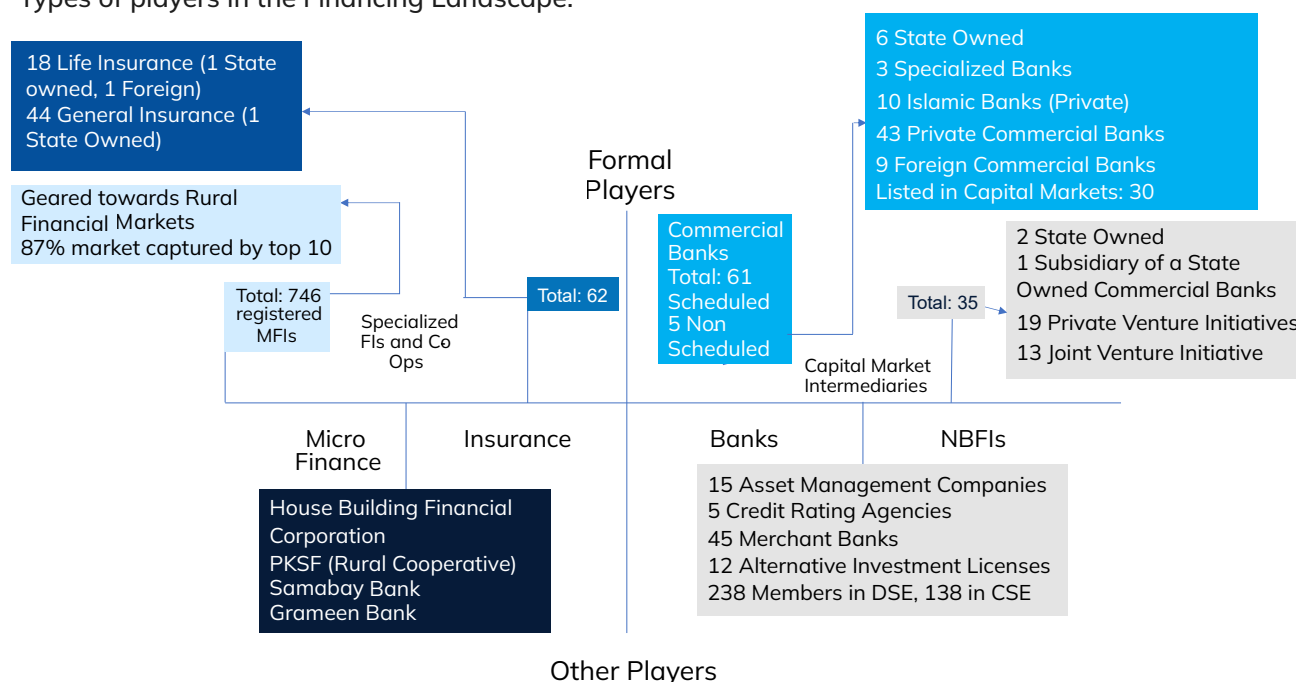 Types of players in the Financing Landscape.
18 Life Insurance (1 State
owned, 1 Foreign)
44 General Insurance (1
State Owned)
6 State Owned
3 Specialized Banks
10 Islamic Banks (Private)
43 Private Commercial Banks
9 Foreign Commercial Banks
Listed in Capital Markets: 30
Formal
Players
Geared towards Rural
Financial Markets
87% market captured by top 10
Commercial
Banks
Total: 61
Scheduled
5 Non
Scheduled
2 State Owned
1 Subsidiary of a State
Owned Commercial Banks
19 Private Venture Initiatives
13 Joint Venture Initiative
Total: 746
registered
MFIs
Specialized
FIs and Co
Ops
Total: 62
Total: 35
Capital Market
Intermediaries
Micro
Finance
Insurance
Banks
NBFIs
House Building Financial
Corporation
PKSF (Rural Cooperative)
Samabay Bank
Grameen Bank
15 Asset Management Companies
5 Credit Rating Agencies
45 Merchant Banks
12 Alternative Investment Licenses
238 Members in DSE, 138 in CSE
Other Players